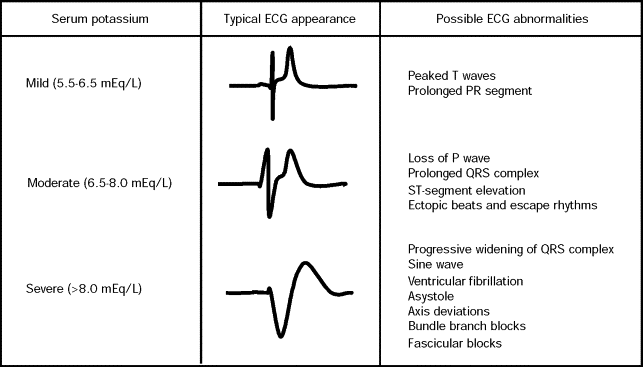 Serum potassium
Typical ECG appearance
Possible ECG abnormalities
Mild (5.5-6.5 mEq/L)
Peaked T waves
Prolonged PR segment
Moderate (6.5-8.0 mEq/L)
Loss of P wave
Prolonged QRS complex
ST-segment elevation
Ectopic beats and escape rhythms
Severe (>8.0 mEq/L)
Progressive widening of QRS complex
Sine wave
Ventricular fibrillation
Asystole
Axis deviations
Bundle branch blocks
Fascicular blocks